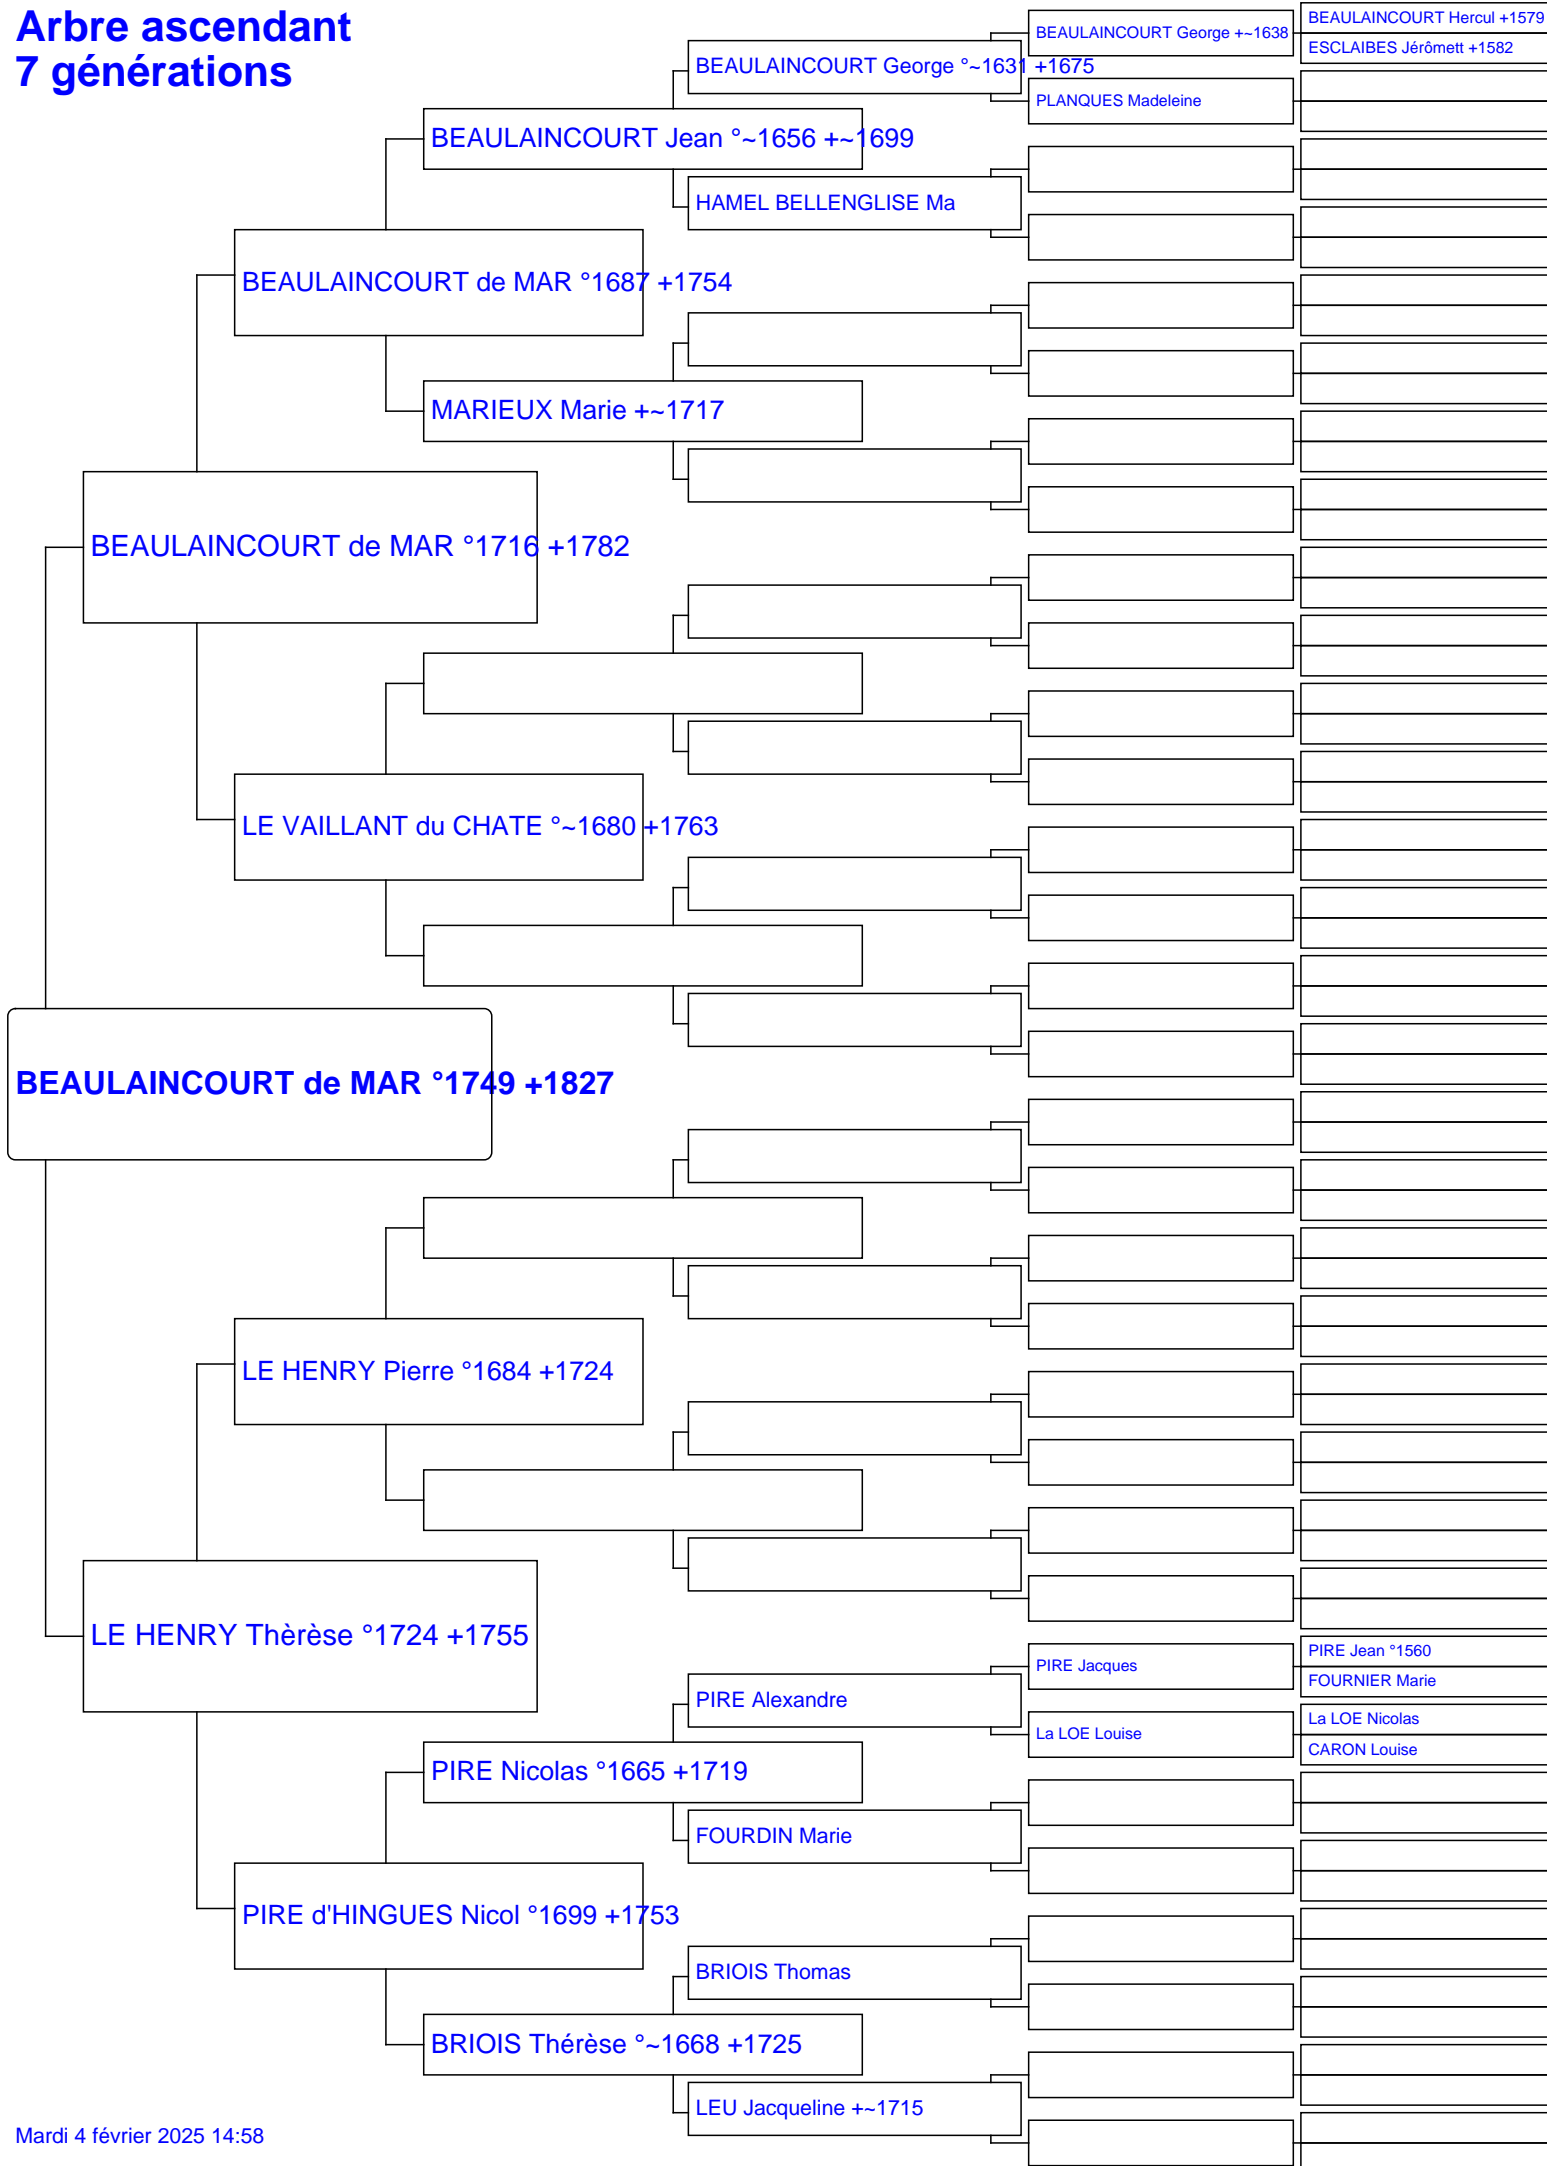 Arbre ascendant
7 générations
BEAULAINCOURT Hercul +1579
BEAULAINCOURT George +~1638
ESCLAIBES Jérômett +1582
BEAULAINCOURT George °~1631 +1675
PLANQUES Madeleine
BEAULAINCOURT Jean °~1656 +~1699
HAMEL BELLENGLISE Ma
BEAULAINCOURT de MAR °1687 +1754
MARIEUX Marie +~1717
BEAULAINCOURT de MAR °1716 +1782
LE VAILLANT du CHATE °~1680 +1763
BEAULAINCOURT de MAR °1749 +1827
LE HENRY Pierre °1684 +1724
LE HENRY Thèrèse °1724 +1755
PIRE Jean °1560
PIRE Jacques
FOURNIER Marie
PIRE Alexandre
La LOE Nicolas
La LOE Louise
CARON Louise
PIRE Nicolas °1665 +1719
FOURDIN Marie
PIRE d'HINGUES Nicol °1699 +1753
BRIOIS Thomas
BRIOIS Thérèse °~1668 +1725
LEU Jacqueline +~1715
Mardi 4 février 2025 14:58